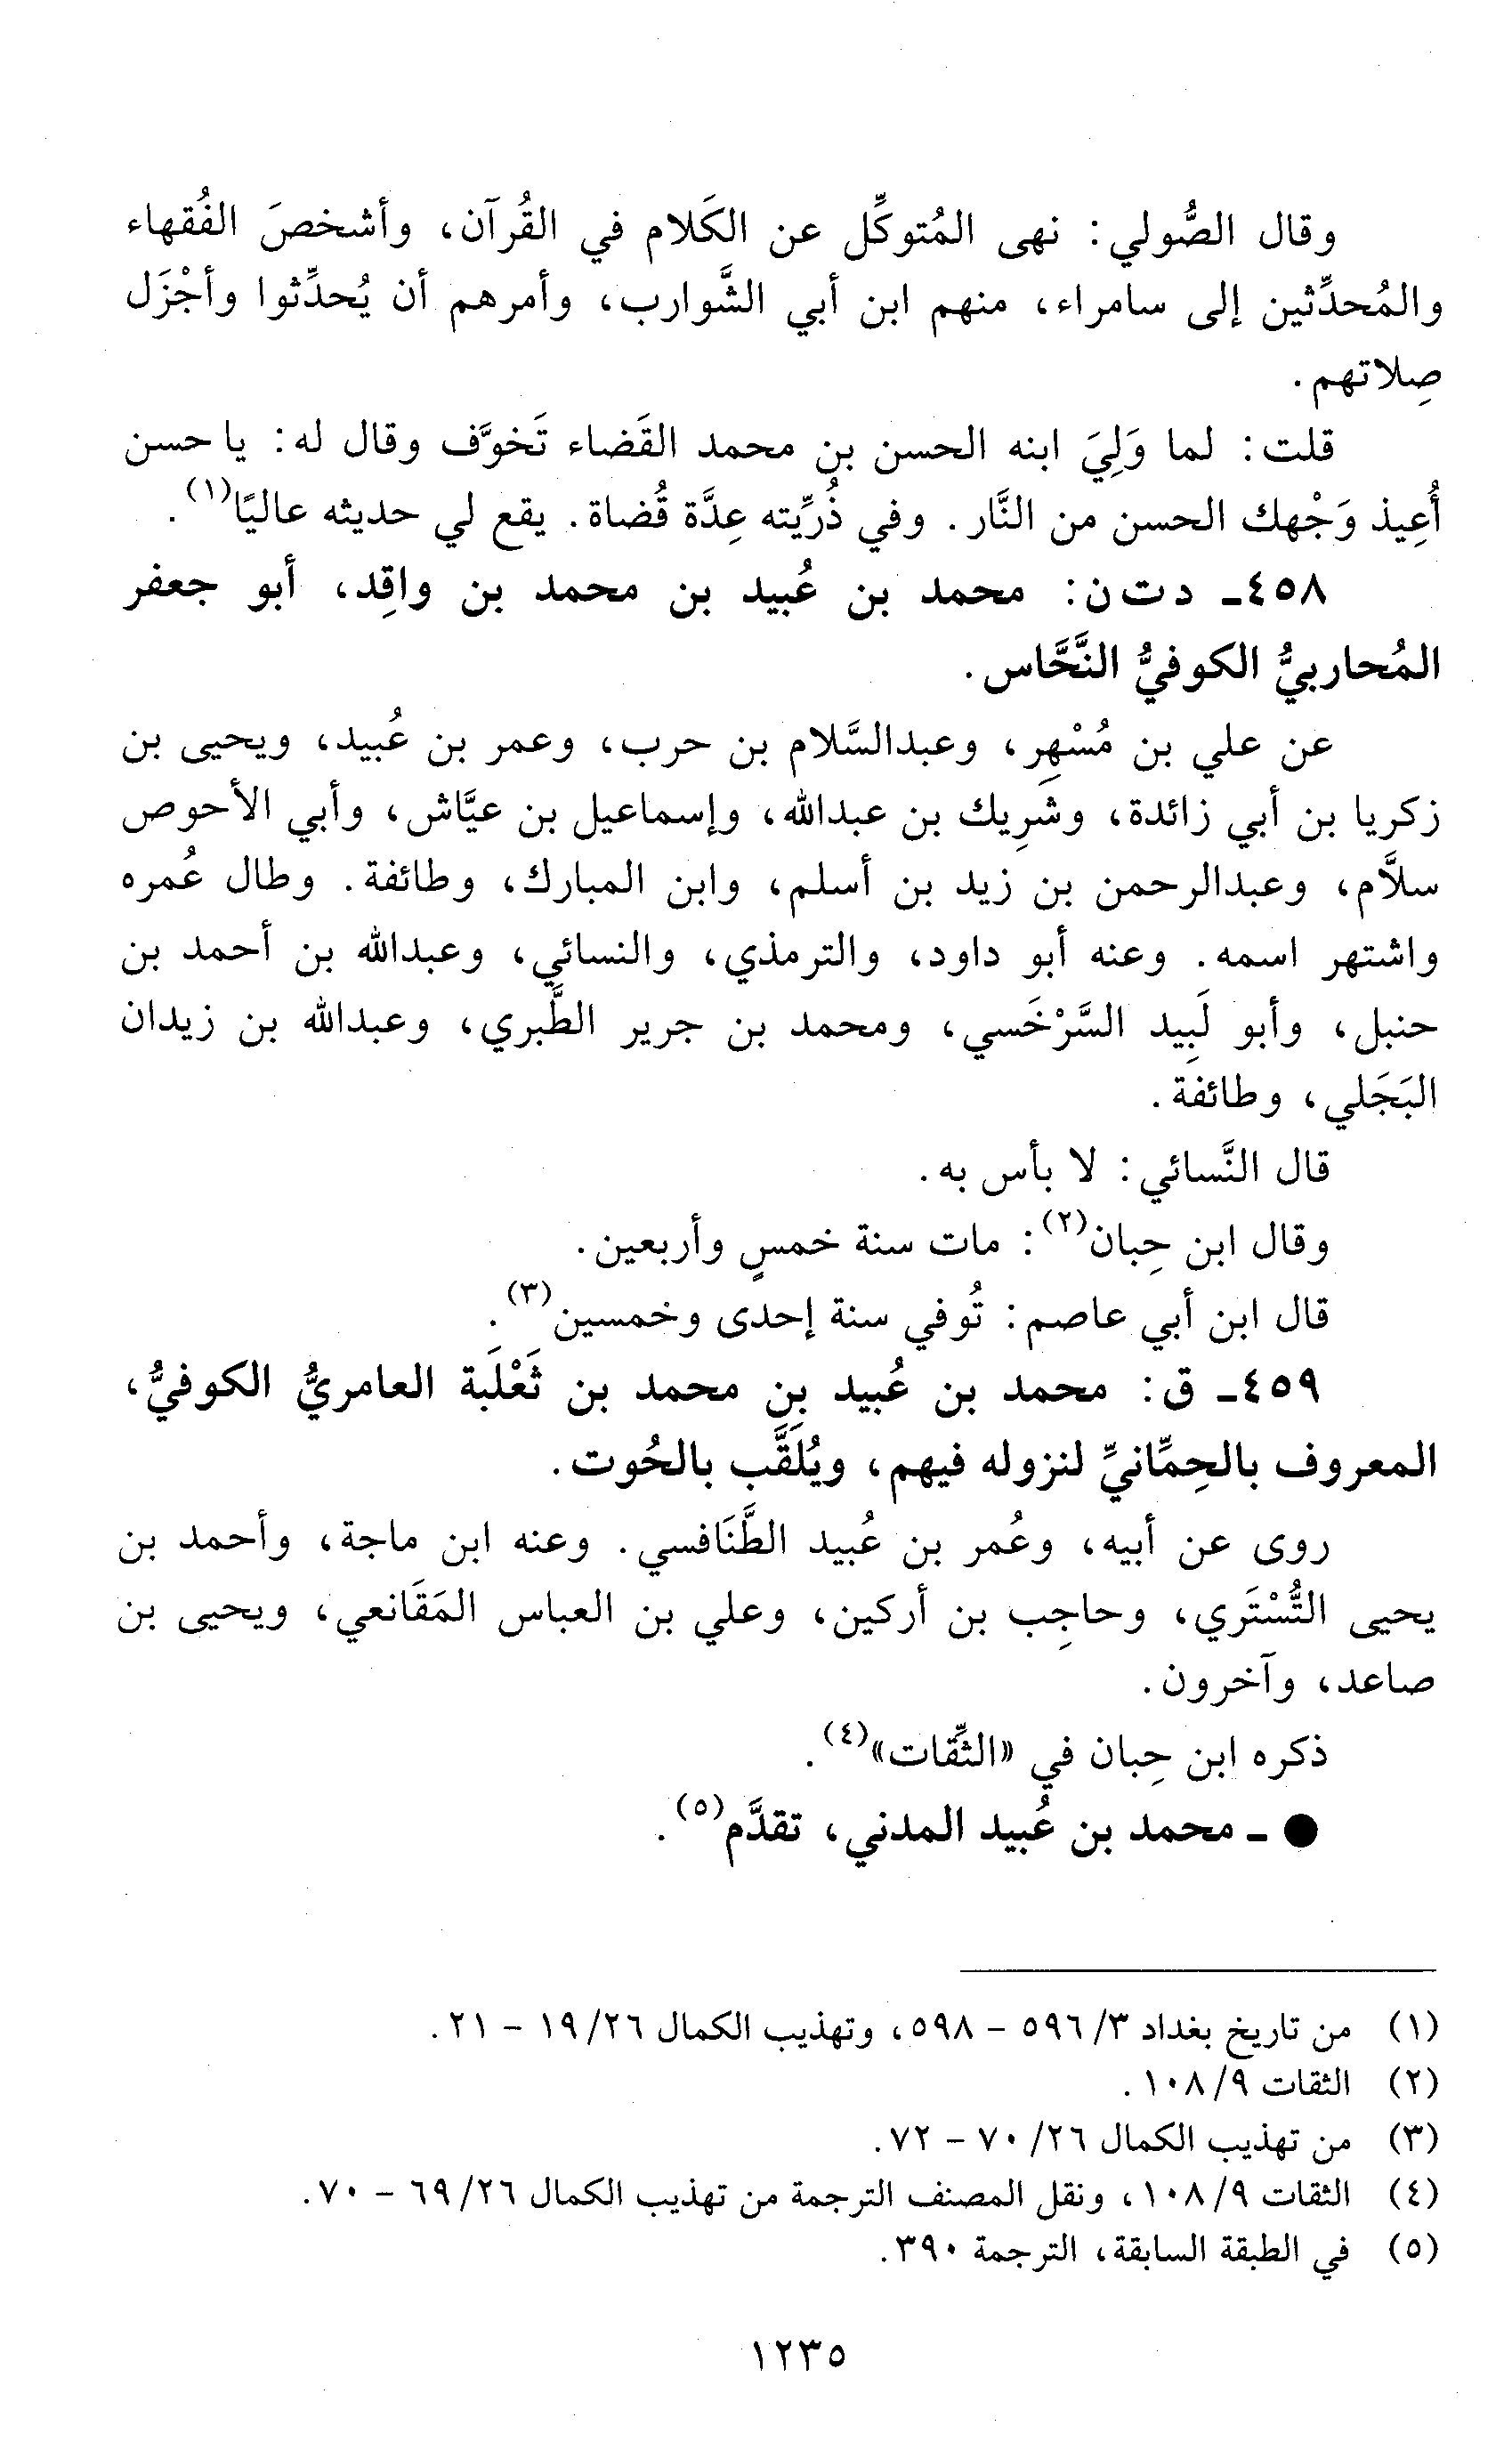 وقال الصُّولي: نهى المُتوكِّل عن الكَلام في القُرآن، وأشخصَ الفُقهاء
والمُحدِّثين إلى سامراء، منهم ابن أبي الشَّوارب، وأمرهم أن يُحدِّثوا وأجْزَل
صِلاتهم.
قلت: لما وَلِيَ ابنه الحسن بن محمد القَضاء تَخوَّف وقال له: يا حسن
أُعِيذ وَجْهك الحسن من النَّار. وفي ذُرِّيته عِدَّة قُضاة. يقع لي حديثه عاليًا(١).
٤٥٨ـ د ت ن: محمد بن عُبيد بن محمد بن واقِد، أبو جعفر
المُحاربيُّ الكوفيُّ النَّحَّاس.
عن علي بن مُسْهِر، وعبدالسَّلام بن حرب، وعمر بن عُبيد، ويحيى بن
زكريا بن أبي زائدة، وشَرِيك بن عبدالله، وإسماعيل بن عيَّاش، وأبي الأحوص
سلاَّم، وعبدالرحمن بن زيد بن أسلم، وابن المبارك، وطائفة. وطال عُمره
واشتهر اسمه. وعنه أبو داود، والترمذي، والنسائي، وعبدالله بن أحمد بن
حنبل، وأبو لَبِيد السَّرْخَسي، ومحمد بن جرير الطَّبري، وعبدالله بن زيدان
البَجَلي، وطائفة.
قال النَّسائي: لا بأس به.
وقال ابن حِبان(٢): مات سنة خمسٍ وأربعين.
قال ابن أبي عاصم: تُوفي سنة إحدى وخمسين(٣).
٤٥٩ـ ق: محمد بن عُبيد بن محمد بن ثَعْلَبة العامريُّ الكوفيُّ،
المعروف بالحِمَّانيِّ لنزوله فيهم، ويُلَقَّب بالحُوت.
روى عن أبيه، وعُمر بن عُبيد الطَّنَافسي. وعنه ابن ماجة، وأحمد بن
يحيى التُّسْتَري، وحاجِب بن أركين، وعلي بن العباس المَقَانعي، ويحيى بن
صاعد، وآخرون.
ذكره ابن حِبان في «الثِّقات»(٤).
● ـ محمد بن عُبيد المدني، تقدَّم(٥).
(١) من تاريخ بغداد ٣/ ٥٩٦ - ٥٩٨، وتهذيب الكمال ٢٦/ ١٩ - ٢١.
(٢) الثقات ٩/ ١٠٨.
(٣) من تهذيب الكمال ٢٦/ ٧٠ - ٧٢.
(٤) الثقات ٩/ ١٠٨، ونقل المصنف الترجمة من تهذيب الكمال ٢٦/ ٦٩ - ٧٠.
(٥) في الطبقة السابقة، الترجمة ٣٩٠.
١٢٣٥